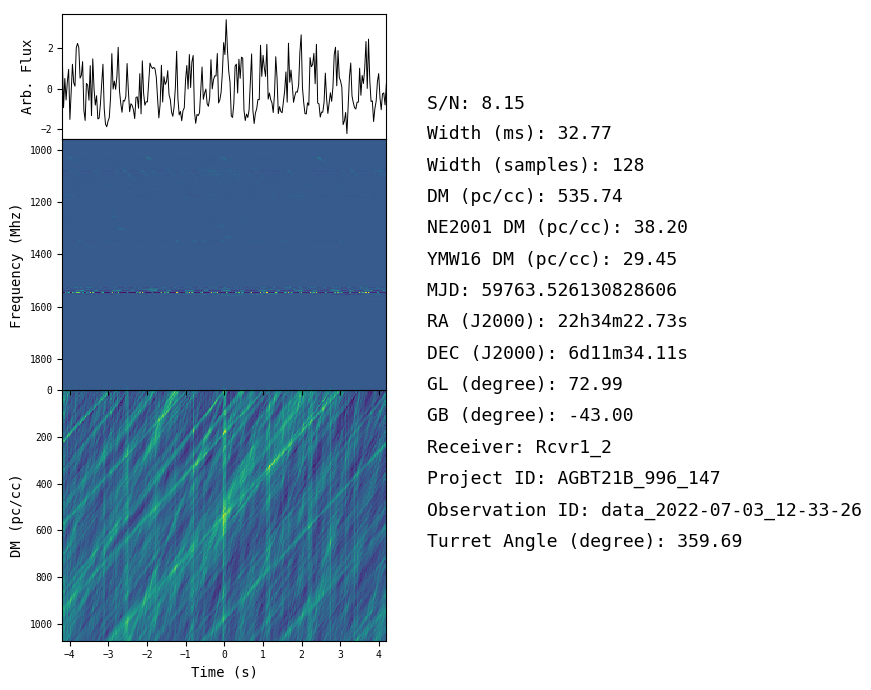 Arb. Flux
2
0
−2
Frequency (Mhz)
1000
1200
1400
1600
1800
DM (pc/cc)
0
200
400
600
800
1000
−4 −3 −2 −1 0 1 2 3 4
Time (s)
S/N: 8.15
Width (ms): 32.77
Width (samples): 128
DM (pc/cc): 535.74
NE2001 DM (pc/cc): 38.20
YMW16 DM (pc/cc): 29.45
MJD: 59763.526130828606
RA (J2000): 22h34m22.73s
DEC (J2000): 6d11m34.11s
GL (degree): 72.99
GB (degree): -43.00
Receiver: Rcvr1_2
Project ID: AGBT21B_996_147
Observation ID: data_2022-07-03_12-33-26
Turret Angle (degree): 359.69